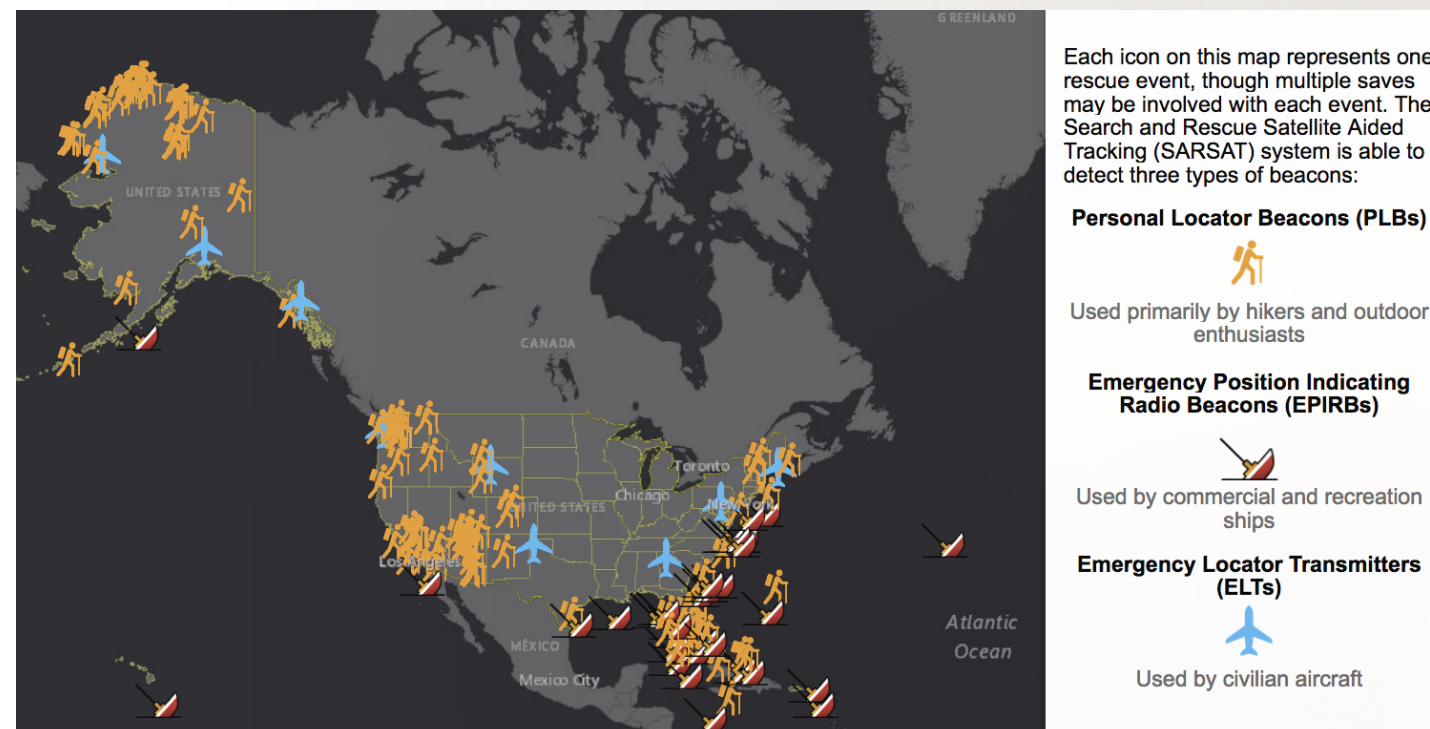 GREENLAND
UNITED STATES
CANADA
Toronto
Chicago
New York
UNITED STATES
Los Angeles
MÉXICO
Mexico City
Atlantic
Ocean
Each icon on this map represents one
rescue event, though multiple saves
may be involved with each event. The
Search and Rescue Satellite Aided
Tracking (SARSAT) system is able to
detect three types of beacons:
Personal Locator Beacons (PLBs)
Used primarily by hikers and outdoor
enthusiasts
Emergency Position Indicating
Radio Beacons (EPIRBs)
Used by commercial and recreation
ships
Emergency Locator Transmitters
(ELTs)
Used by civilian aircraft